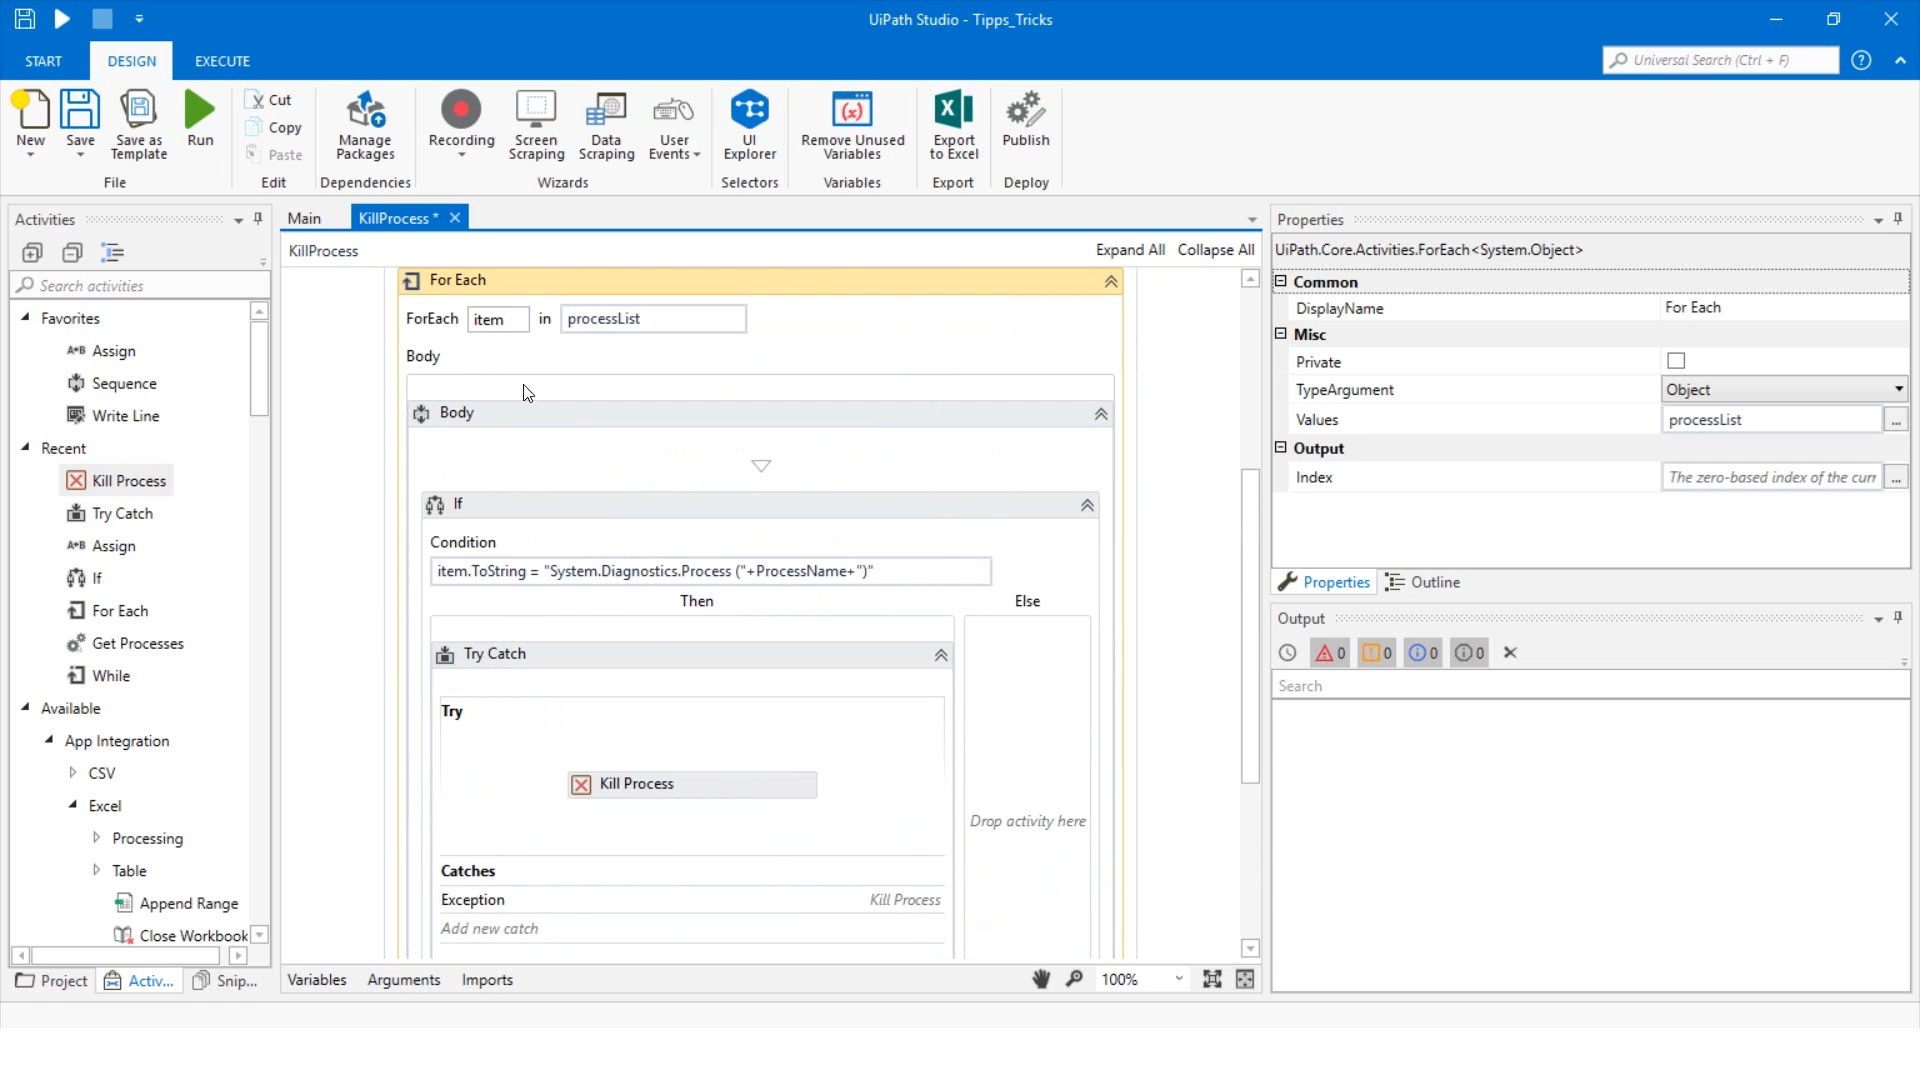 UiPath Studio - Tipps_Tricks
START
DESIGN
EXECUTE
Universal Search (Ctrl + F)
New
Save
Save as
Template
Run
Cut
Copy
Paste
Manage
Packages
Recording
Screen
Scraping
Data
Scraping
User
Events
UI
Explorer
Remove Unused
Variables
Export
to Excel
Publish
File
Edit
Dependencies
Wizards
Selectors
Variables
Export
Deploy
Activities
Search activities
Favorites
A*B Assign
Sequence
Write Line
Recent
Kill Process
Try Catch
A*B Assign
If
For Each
Get Processes
While
Available
App Integration
CSV
Excel
Processing
Table
Append Range
Close Workbook
Project
Activ...
Snip...
Main
KillProcess *
KillProcess
Expand All
Collapse All
For Each
ForEach item in processList
Body
Body
If
Condition
item.ToString = "System.Diagnostics.Process ("+ProcessName+")"
Then
Else
Try Catch
Try
Kill Process
Drop activity here
Catches
Exception
Kill Process
Add new catch
Variables
Arguments
Imports
100%
Properties
UiPath.Core.Activities.ForEach<System.Object>
Common
DisplayName
For Each
Misc
Private
TypeArgument
Object
Values
processList
...
Output
Index
The zero-based index of the curr
...
Properties
Outline
Output
0
0
0
0
Search